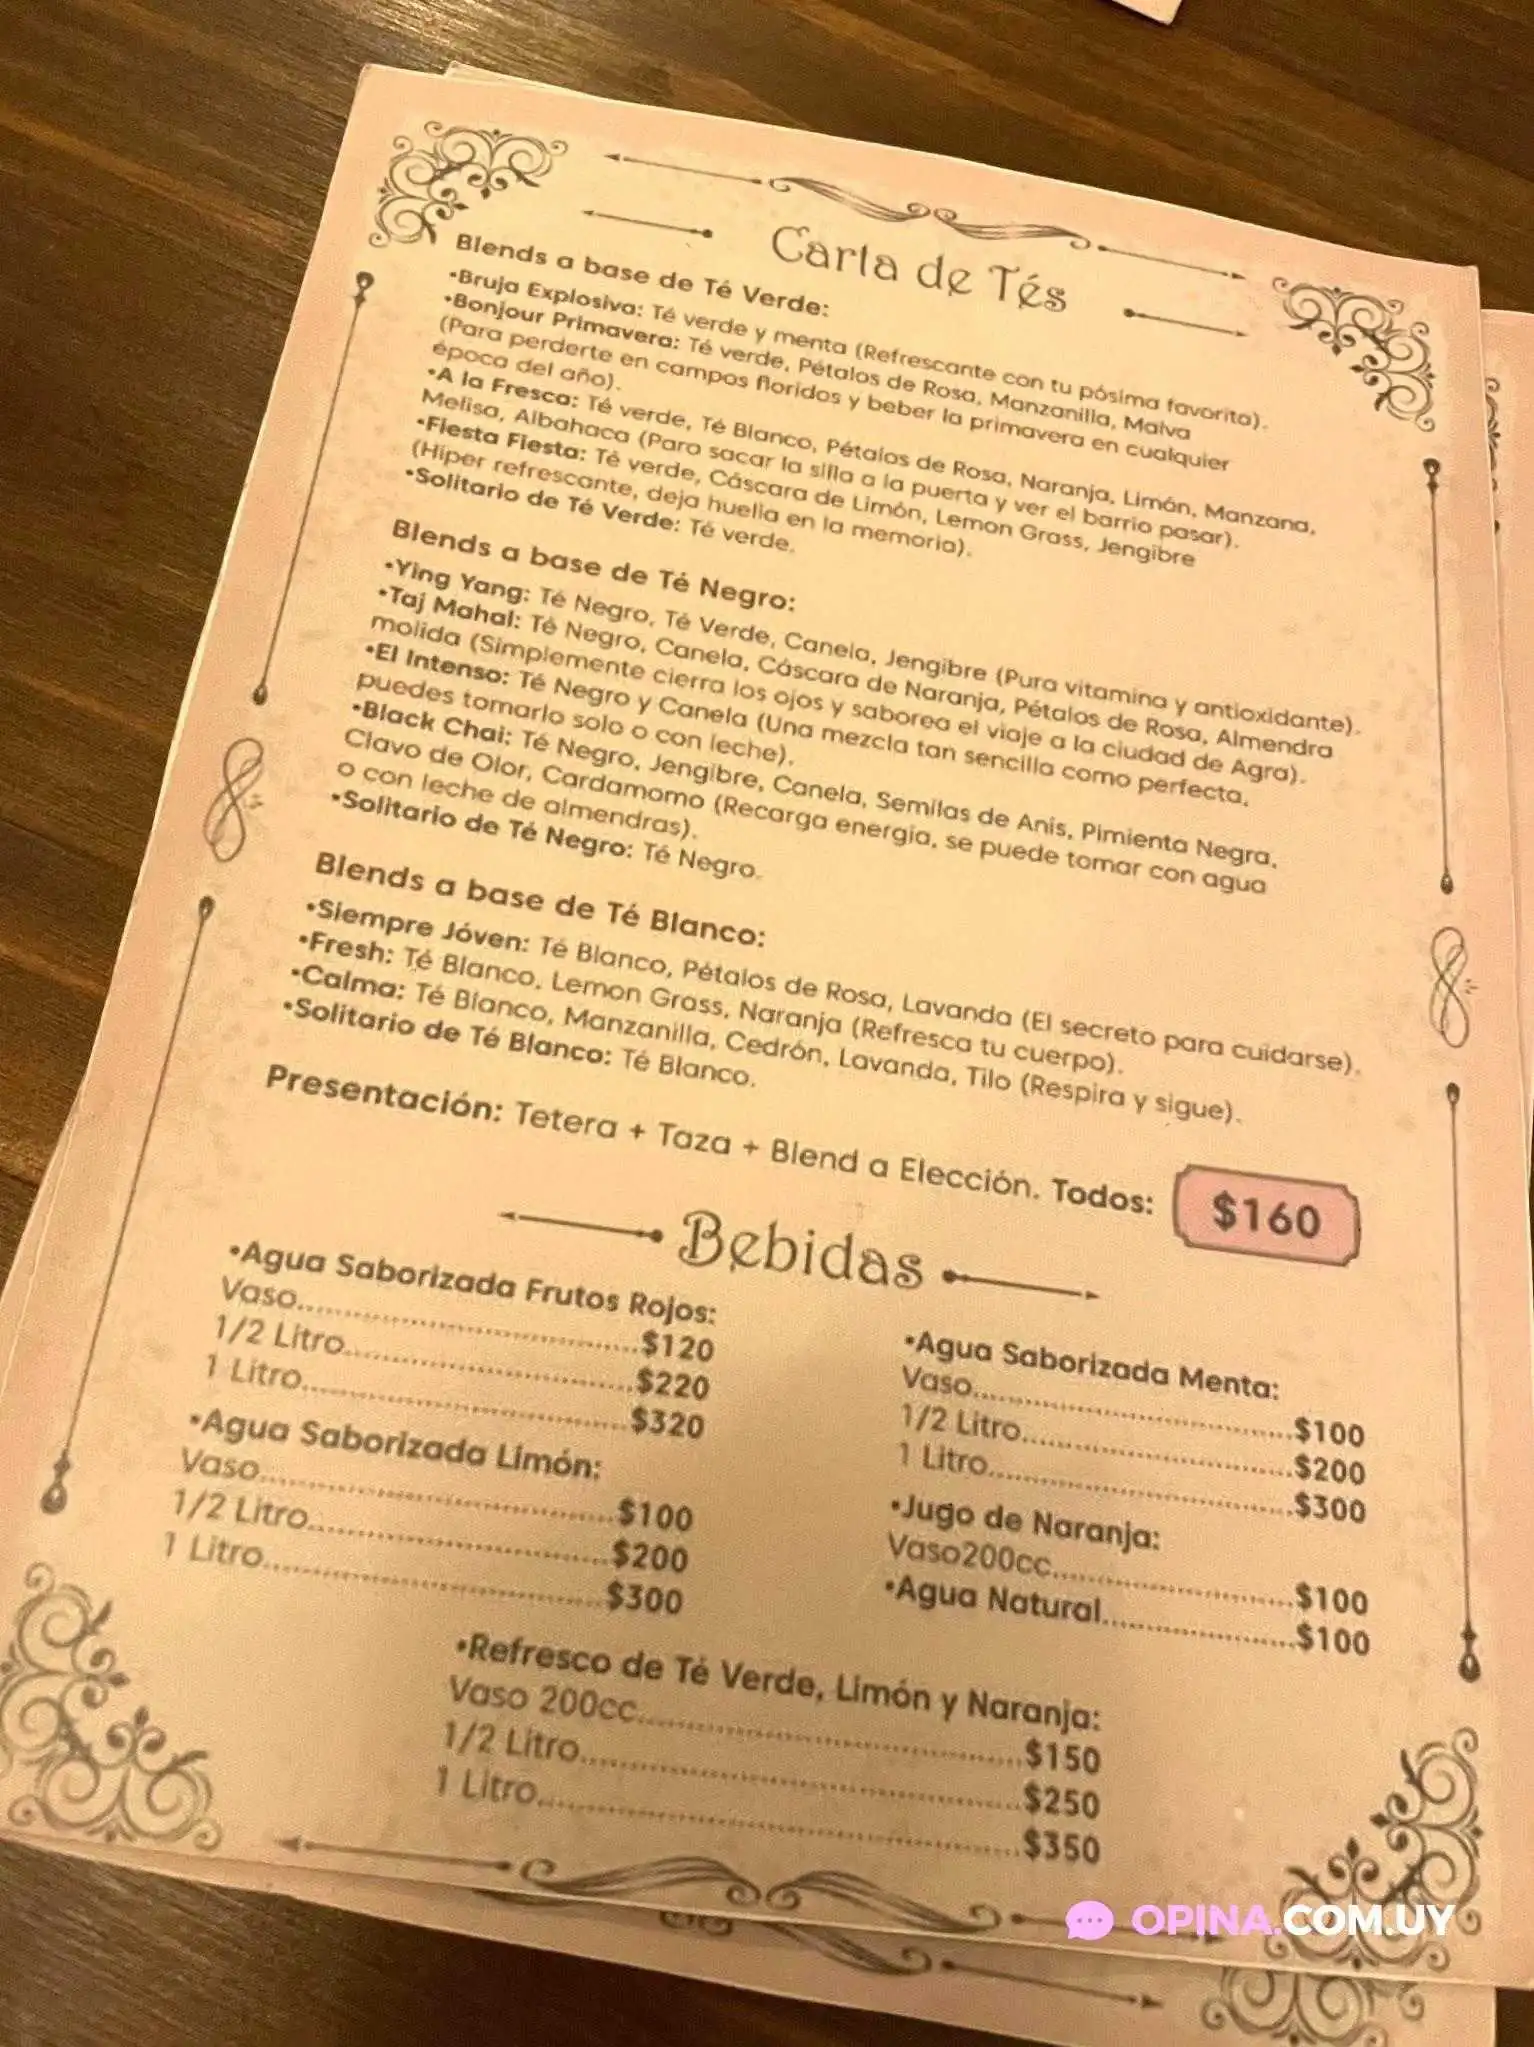 Carta de Tés
Blends a base de Té Verde:
•Bruja Explosiva: Té verde y menta (Refrescante con tu pósima favorita).
•Bonjour Primavera: Té verde, Pétalos de Rosa, Manzanilla, Malva
(Para perderte en campos floridos y beber la primavera en cualquier
época del año).
•A la Fresca: Té verde, Té Blanco, Pétalos de Rosa, Naranja, Limón, Manzana,
Melisa, Albahaca (Para sacar la silla a la puerta y ver el barrio pasar).
•Fiesta Fiesta: Té verde, Cáscara de Limón, Lemon Grass, Jengibre
(Hiper refrescante, deja huella en la memoria).
•Solitario de Té Verde: Té verde.
Blends a base de Té Negro:
•Ying Yang: Té Negro, Té Verde, Canela, Jengibre (Pura vitamina y antioxidante).
•Taj Mahal: Té Negro, Canela, Cáscara de Naranja, Pétalos de Rosa, Almendra
molida (Simplemente cierra los ojos y saborea el viaje a la ciudad de Agra).
•El Intenso: Té Negro y Canela (Una mezcla tan sencilla como perfecta,
puedes tomarlo solo o con leche).
•Black Chai: Té Negro, Jengibre, Canela, Semilas de Anis, Pimienta Negra,
Clavo de Olor, Cardamomo (Recarga energia, se puede tomar con agua
o con leche de almendras).
•Solitario de Té Negro: Té Negro.
Blends a base de Té Blanco:
•Siempre Jóven: Té Blanco, Pétalos de Rosa, Lavanda (El secreto para cuidarse).
•Fresh: Té Blanco, Lemon Grass, Naranja (Refresca tu cuerpo).
•Calma: Té Blanco, Manzanilla, Cedrón, Lavanda, Tilo (Respira y sigue).
•Solitario de Té Blanco: Té Blanco.
Presentación: Tetera + Taza + Blend a Elección. Todos: $160
Bebidas
•Agua Saborizada Frutos Rojos:
Vaso........................................$120
1/2 Litro...................................$220
1 Litro.......................................$320
•Agua Saborizada Limón:
Vaso........................................$100
1/2 Litro...................................$200
1 Litro.......................................$300
•Agua Saborizada Menta:
Vaso........................................$100
1/2 Litro...................................$200
1 Litro.......................................$300
•Jugo de Naranja:
Vaso200cc..............................$100
•Agua Natural........................$100
•Refresco de Té Verde, Limón y Naranja:
Vaso 200cc..............................................$150
1/2 Litro....................................................$250
1 Litro........................................................$350
OPINA.COM.UY